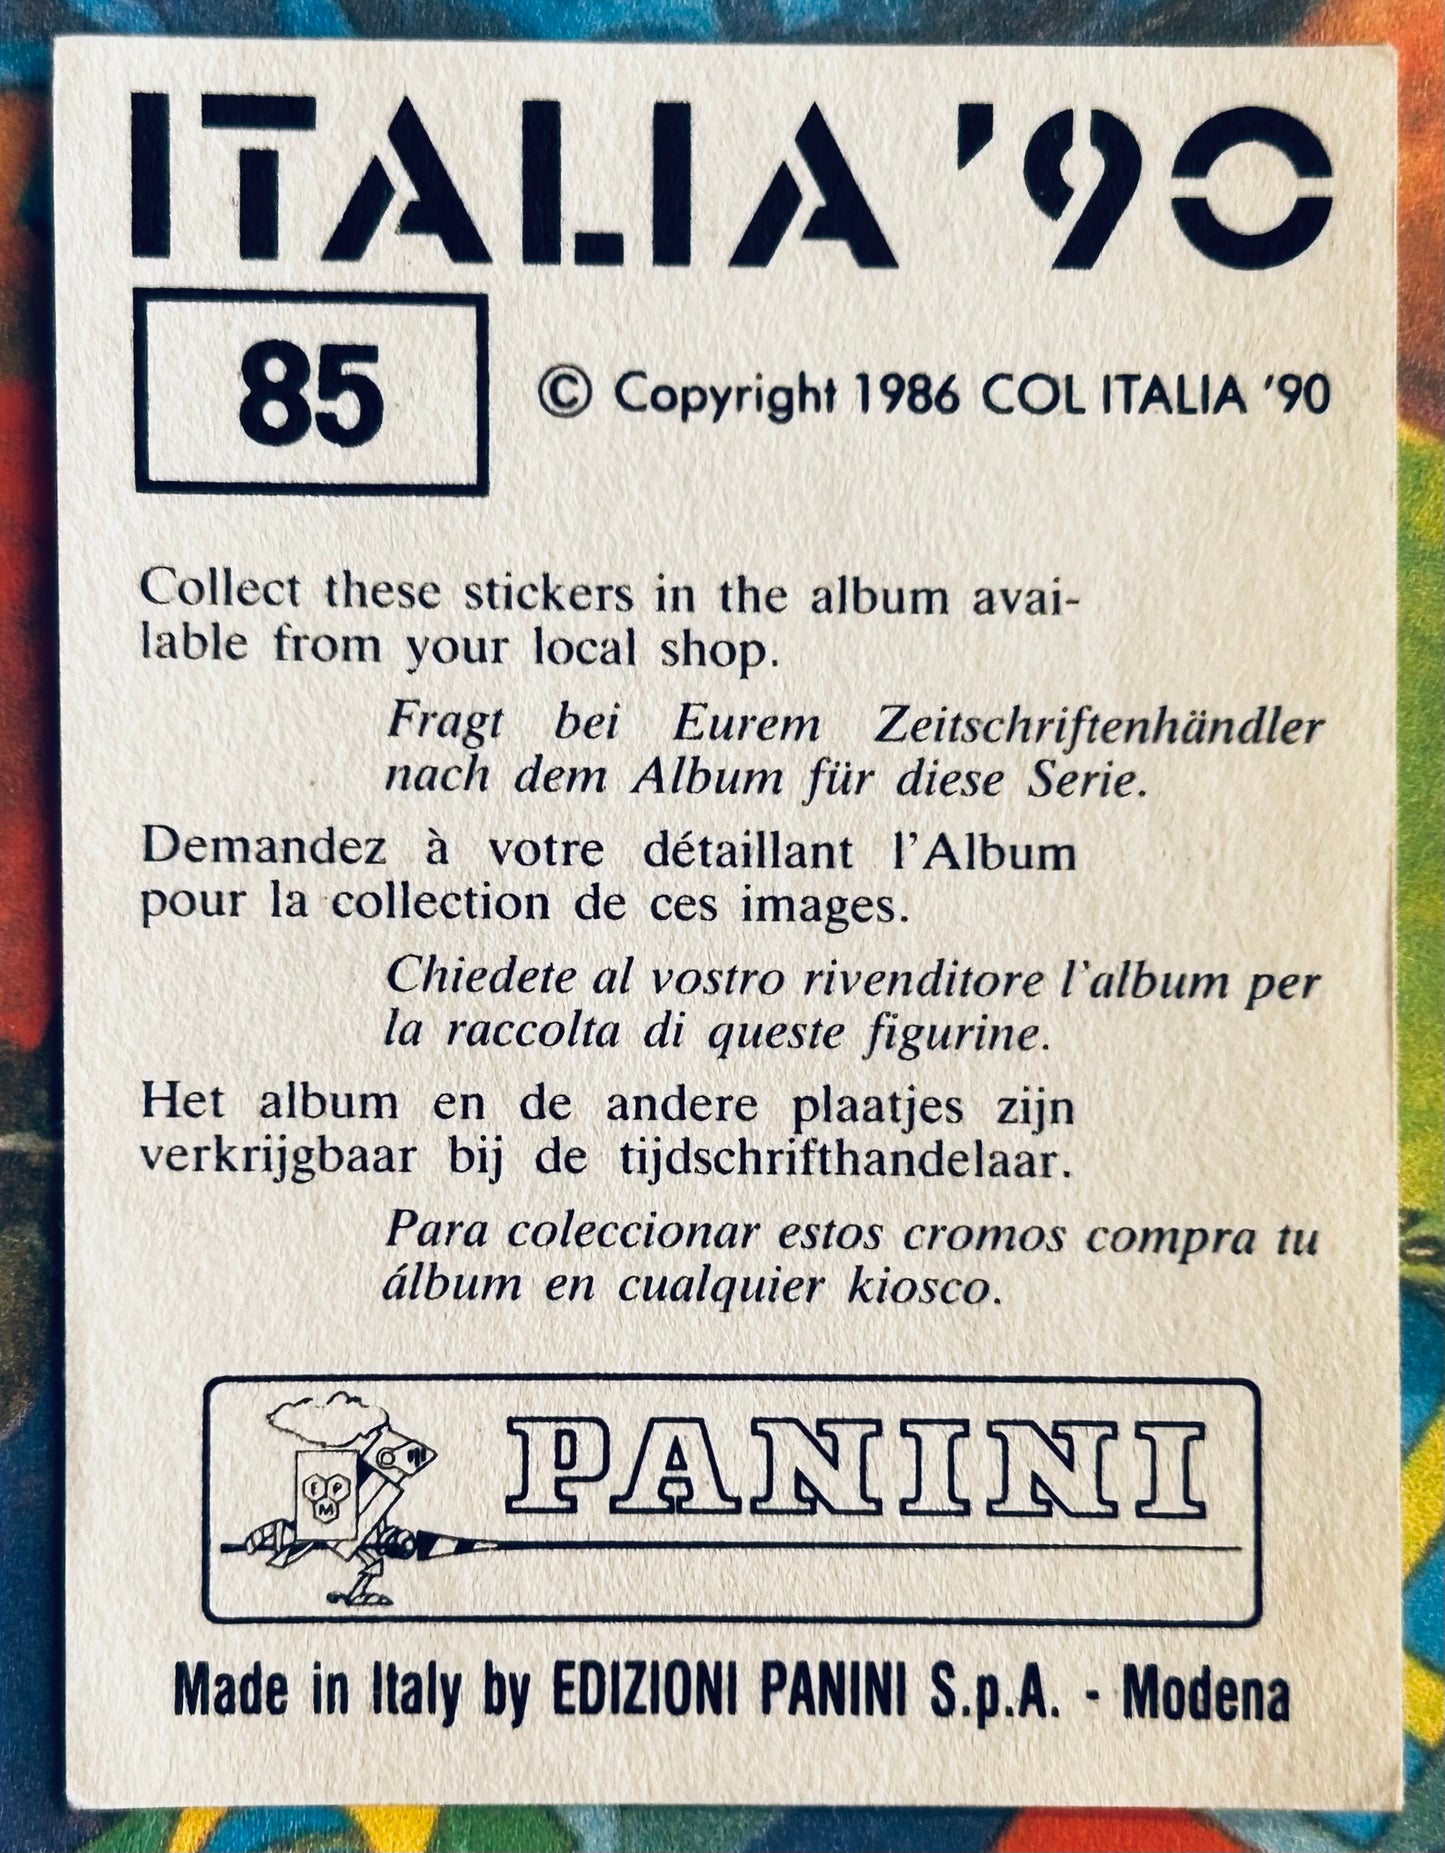 ITALIA '90
85
© Copyright 1986 COL ITALIA '90
Collect these stickers in the album avai-
lable from your local shop.
Fragt bei Eurem Zeitschriftenhändler
nach dem Album für diese Serie.
Demandez à votre détaillant l'Album
pour la collection de ces images.
Chiedete al vostro rivenditore l'album per
la raccolta di queste figurine.
Het album en de andere plaatjes zijn
verkrijgbaar bij de tijdschrifthandelaar.
Para coleccionar estos cromos compra tu
álbum en cualquier kiosco.
E P
M
PANINI
Made in Italy by EDIZIONI PANINI S.p.A. - Modena